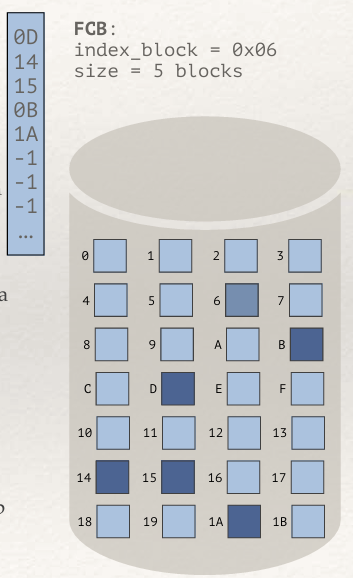 0D
14
15
0B
1A
-1
-1
-1
…
FCB:
index_block = 0x06
size = 5 blocks
a
0 1 2 3
4 5 6 7
8 9 A B
C D E F
10 11 12 13
14 15 16 17
18 19 1A 1B